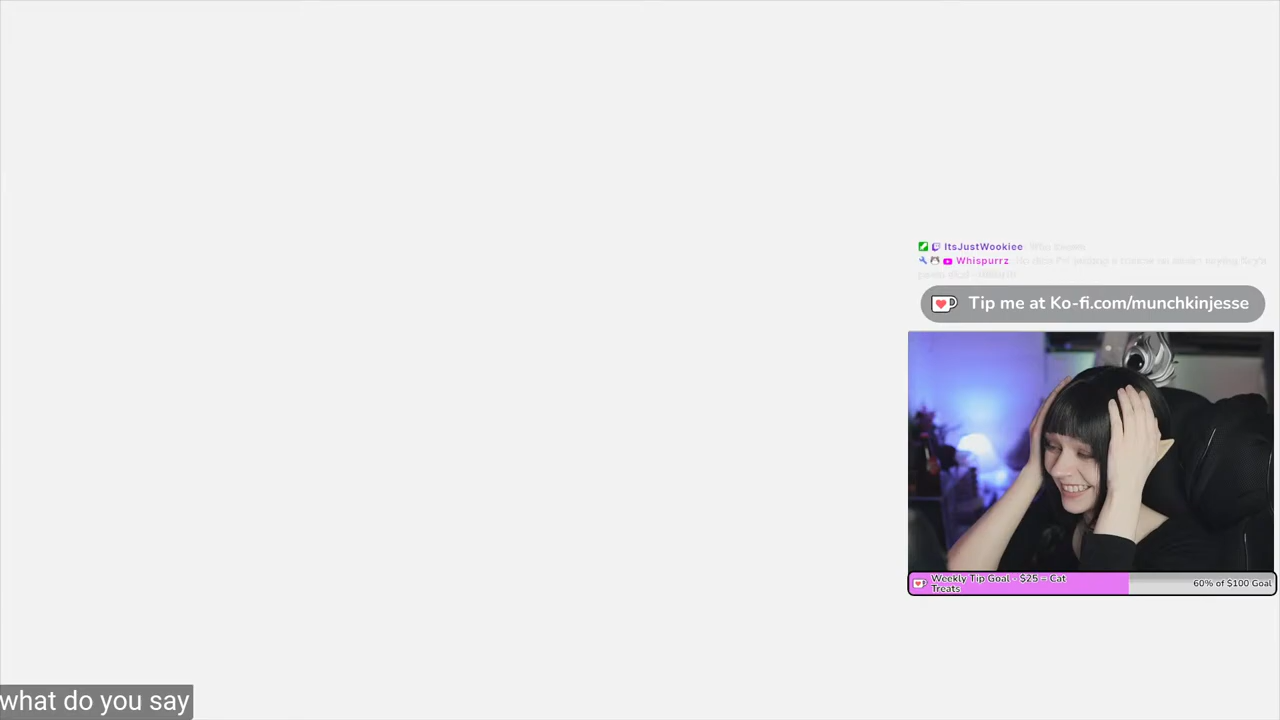 ItsJustWookiee
Whispurrz
Tip me at Ko-fi.com/munchkinjesse
Weekly Tip Goal - $25 = Cat
Treats
60% of $100 Goal
what do you say